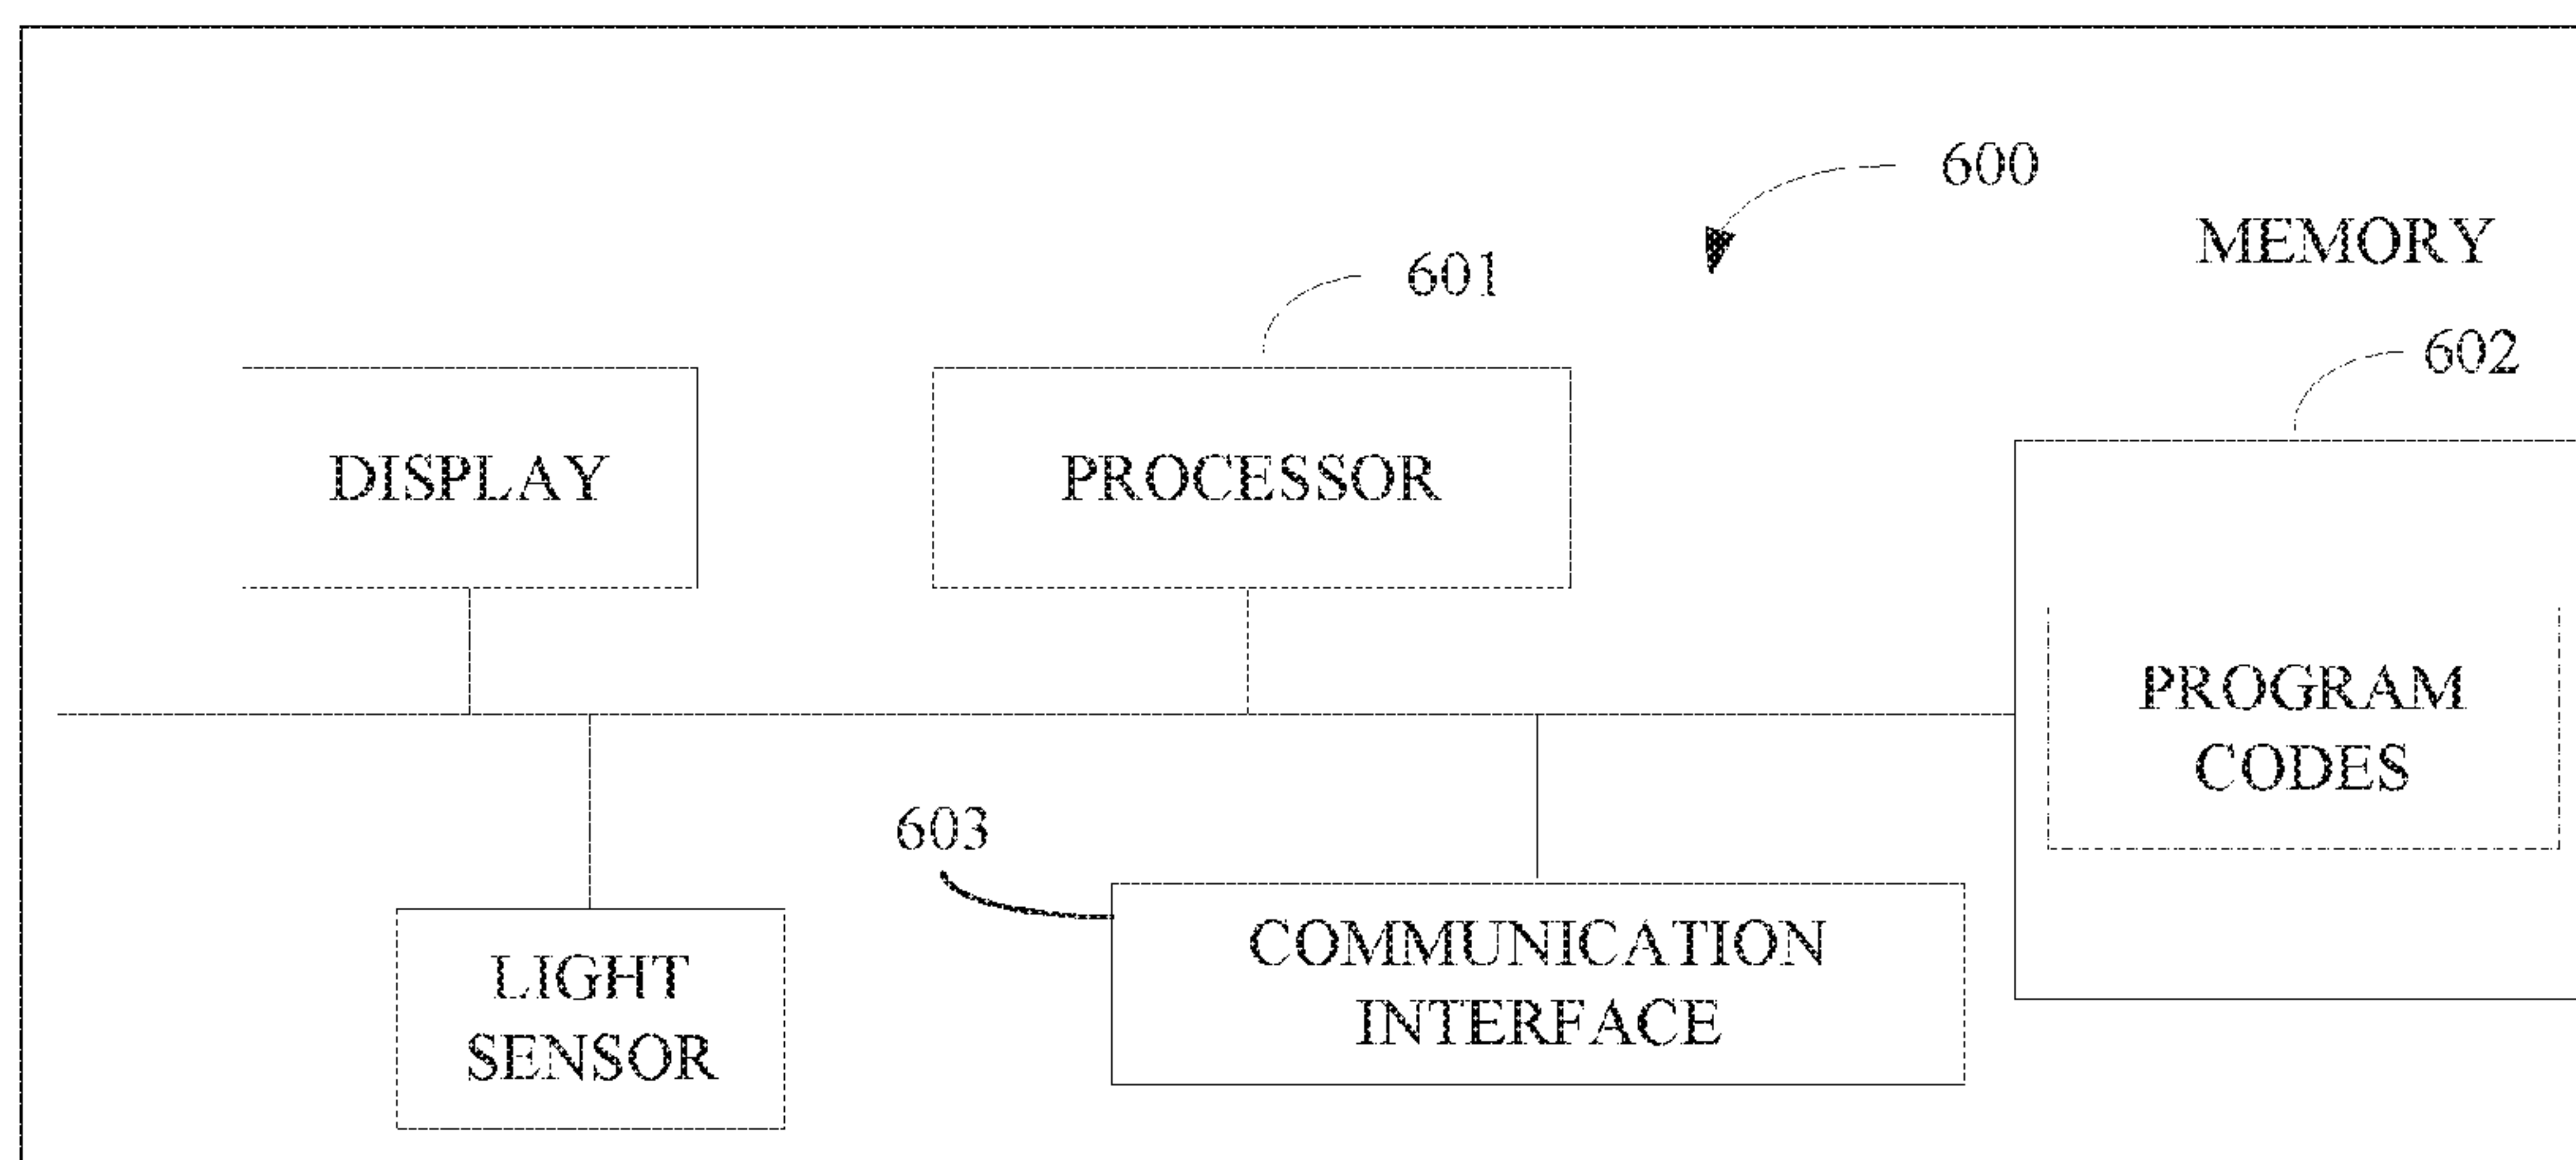 600
MEMORY
601
602
DISPLAY
PROCESSOR
PROGRAM
CODES
603
COMMUNICATION
INTERFACE
LIGHT
SENSOR